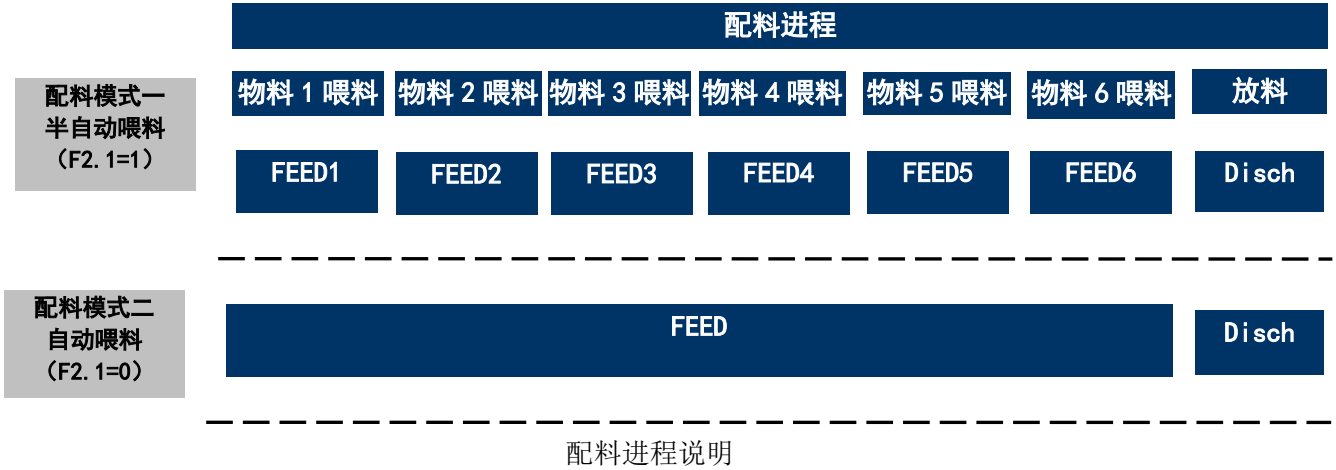 配料进程
配料模式一
半自动喂料
（F2.1=1）
物料1喂料 物料2喂料 物料3喂料 物料4喂料 物料5喂料 物料6喂料 放料
FEED1 FEED2 FEED3 FEED4 FEED5 FEED6 Disch
配料模式二
自动喂料
（F2.1=0）
FEED Disch
配料进程说明